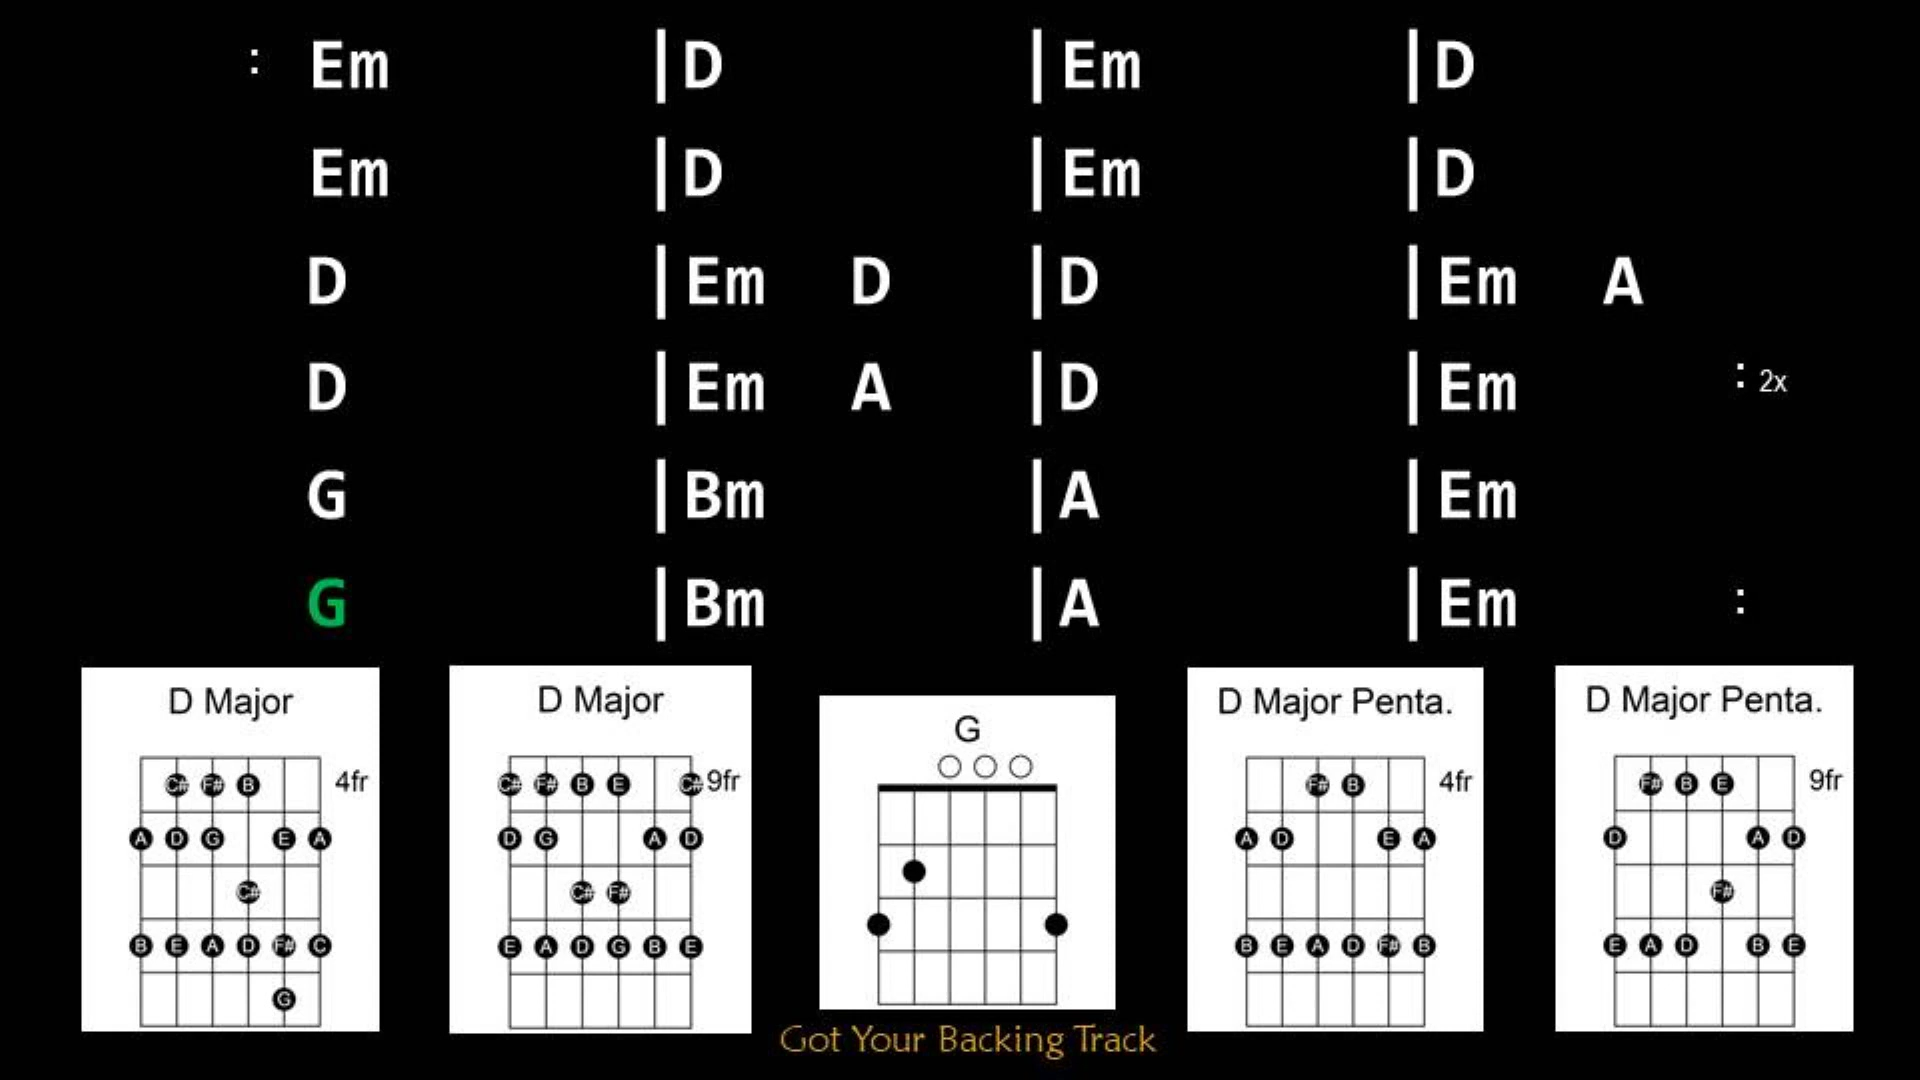 : Em |D |Em |D
Em |D |Em |D
D |Em D |D |Em A
D |Em A |D |Em : 2x
G |Bm |A |Em
G |Bm |A |Em :
D Major
C# F# B 4fr
A D G E A
C#
B E A D F# C
G
D Major
C# F# B E C# 9fr
D G A D
C# F#
E A D G B E
G
D Major Penta.
F# B 4fr
A D E A
B E A D F# B
D Major Penta.
F# B E 9fr
D A D
F#
E A D B E
Got Your Backing Track